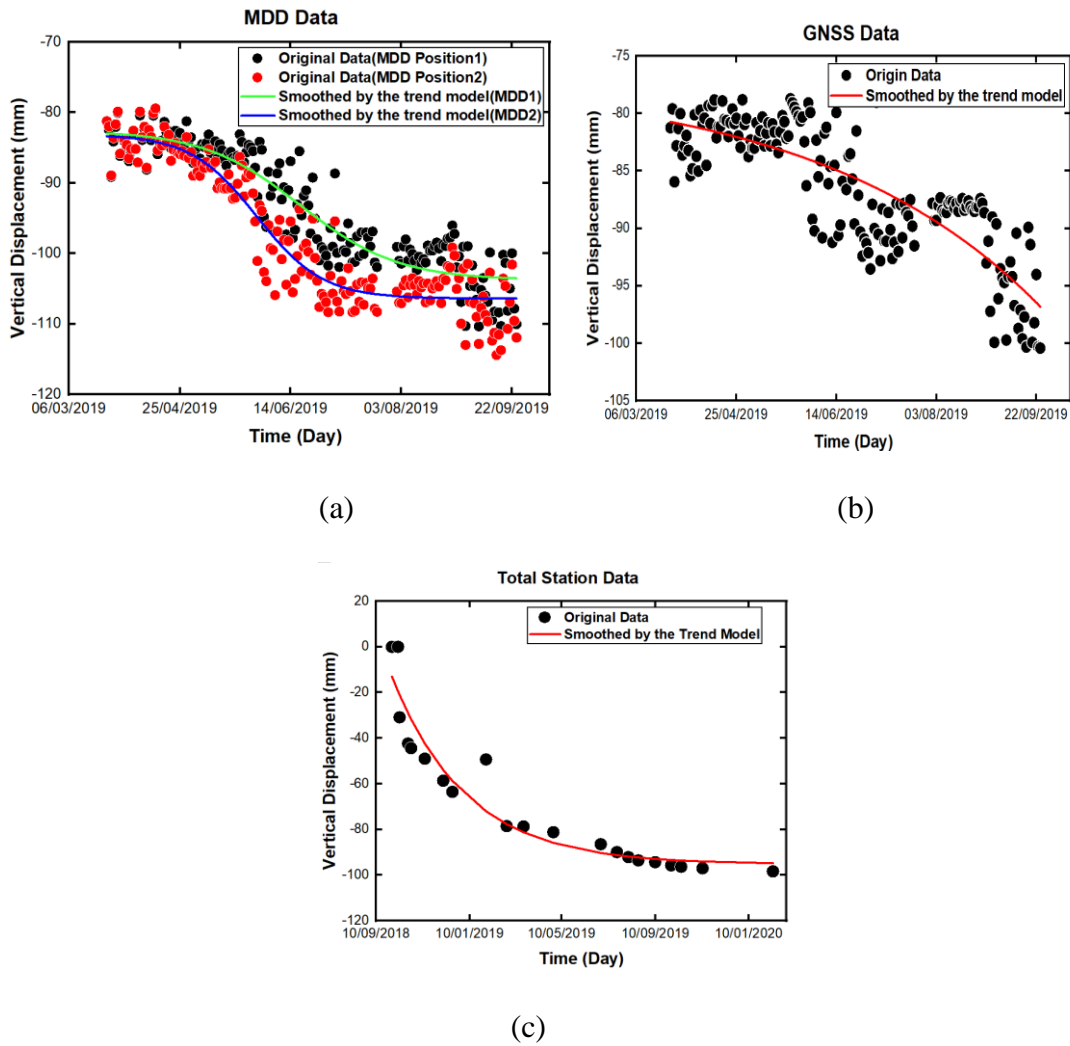 MDD Data
-70
-80
-90
-100
-110
-120
Vertical Displacement (mm)
Original Data(MDD Position1)
Original Data(MDD Position2)
Smoothed by the trend model(MDD1)
Smoothed by the trend model(MDD2)
06/03/2019 25/04/2019 14/06/2019 03/08/2019 22/09/2019
Time (Day)
(a)
GNSS Data
-75
-80
-85
-90
-95
-100
-105
Vertical Displacement (mm)
Origin Data
Smoothed by the trend model
06/03/2019 25/04/2019 14/06/2019 03/08/2019 22/09/2019
Time (Day)
(b)
Total Station Data
20
0
-20
-40
-60
-80
-100
-120
Vertical Displacement (mm)
Original Data
Smoothed by the Trend Model
10/09/2018 10/01/2019 10/05/2019 10/09/2019 10/01/2020
Time (Day)
(c)